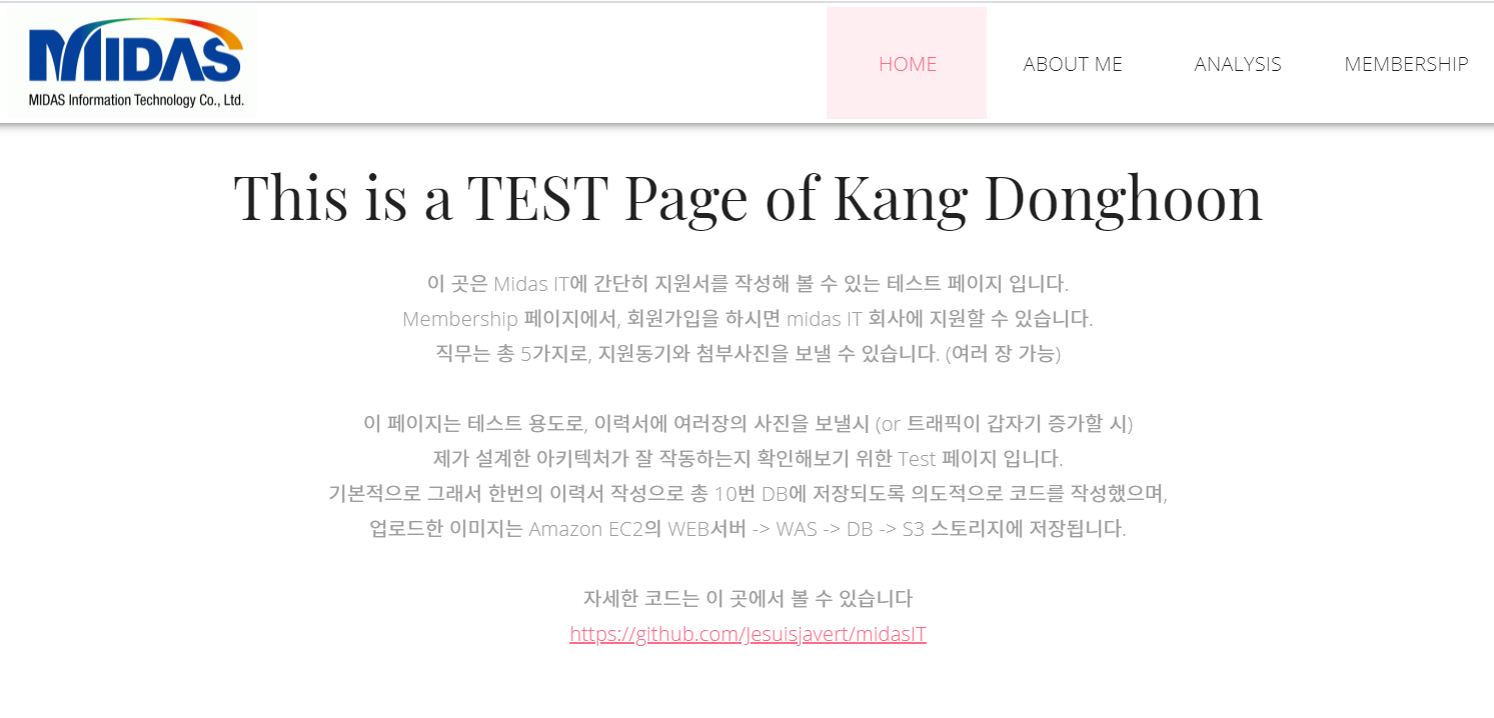 MIDAS
MIDAS Information Technology Co., Ltd.
HOME
ABOUT ME
ANALYSIS
MEMBERSHIP
This is a TEST Page of Kang Donghoon
이 곳은 Midas IT에 간단히 지원서를 작성해 볼 수 있는 테스트 페이지 입니다.
Membership 페이지에서, 회원가입을 하시면 midas IT 회사에 지원할 수 있습니다.
직무는 총 5가지로, 지원동기와 첨부사진을 보낼 수 있습니다. (여러 장 가능)
이 페이지는 테스트 용도로, 이력서에 여러장의 사진을 보낼시 (or 트래픽이 갑자기 증가할 시)
제가 설계한 아키텍처가 잘 작동하는지 확인해보기 위한 Test 페이지 입니다.
기본적으로 그래서 한번의 이력서 작성으로 총 10번 DB에 저장되도록 의도적으로 코드를 작성했으며,
업로드한 이미지는 Amazon EC2의 WEB서버 -> WAS -> DB -> S3 스토리지에 저장됩니다.
자세한 코드는 이 곳에서 볼 수 있습니다
https://github.com/Jesuisjavert/midasIT